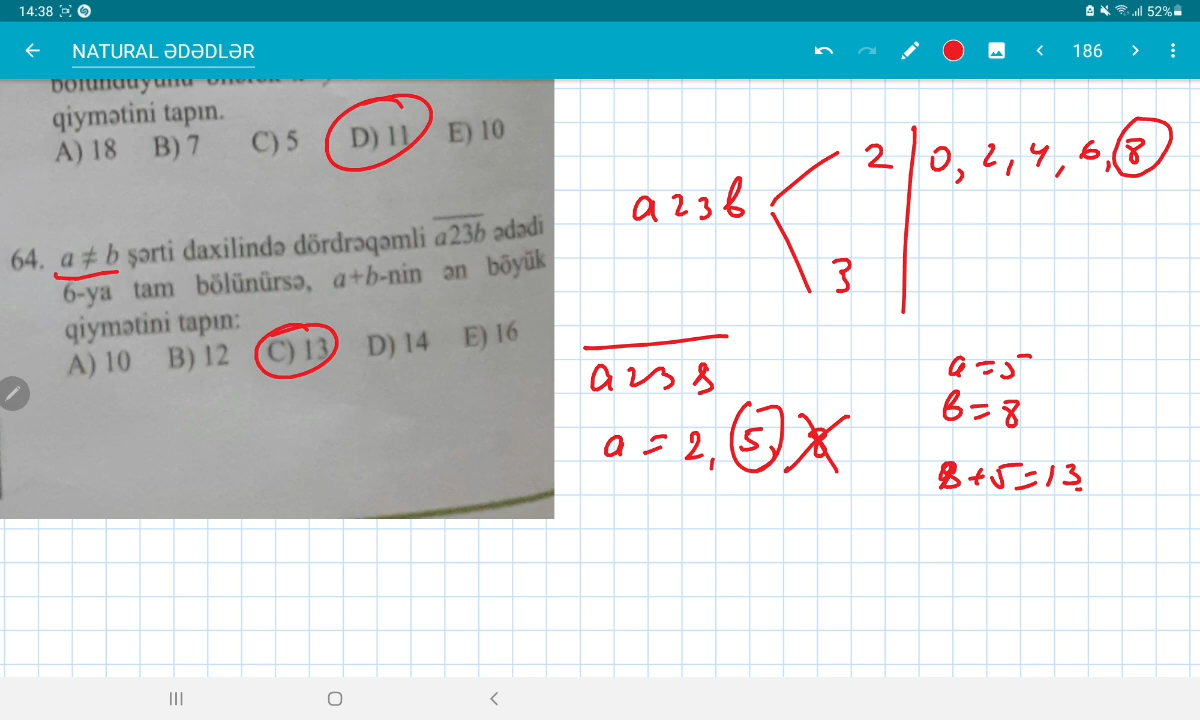 14:38 52%
NATURAL ƏDƏDLƏR 186
qiymətini tapın.
A) 18 B) 7 C) 5 D) 11 E) 10
64. a ≠ b şərti daxilində dördrəqəmli a23b ədədi
6-ya tam bölünürsə, a+b-nin ən böyük
qiymətini tapın:
A) 10 B) 12 C) 13 D) 14 E) 16
a23b
2 | 0, 2, 4, 6, 8
3
a238
a = 2, 5, 8
a = 5
b = 8
8+5=13